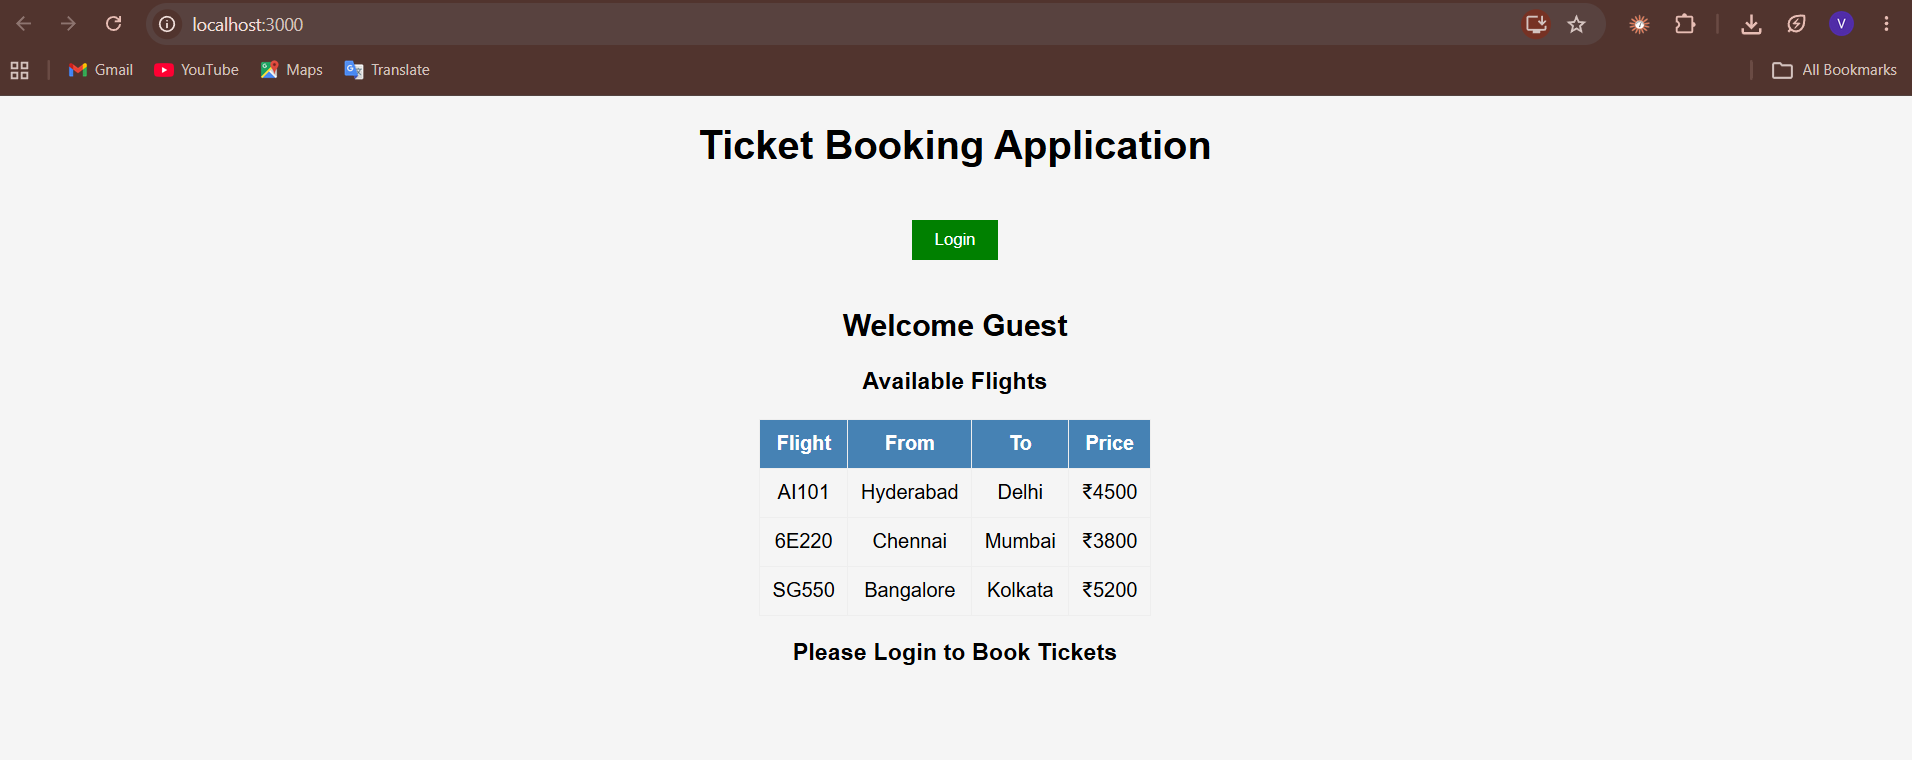 localhost:3000
V
Gmail YouTube Maps Translate All Bookmarks
Ticket Booking Application
Login
Welcome Guest
Available Flights
Flight From To Price
AI101 Hyderabad Delhi ₹4500
6E220 Chennai Mumbai ₹3800
SG550 Bangalore Kolkata ₹5200
Please Login to Book Tickets